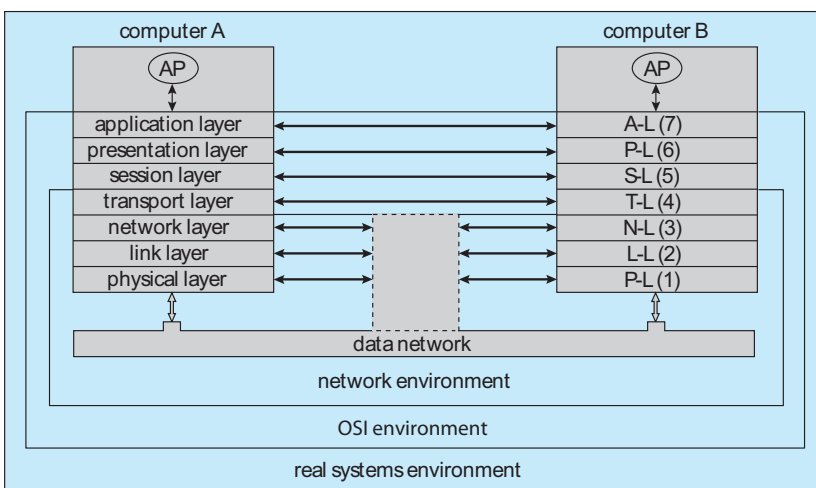 computer A
computer B
AP
AP
application layer
A-L (7)
presentation layer
P-L (6)
session layer
S-L (5)
transport layer
T-L (4)
network layer
N-L (3)
link layer
L-L (2)
physical layer
P-L (1)
data network
network environment
OSI environment
real systems environment